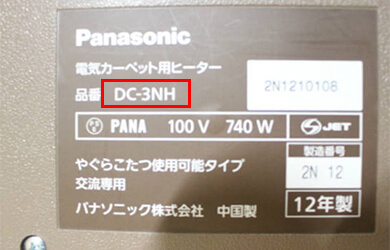 Panasonic
電気カーペット用ヒーター
品番 DC-3NH
2N1210108
PANA 100V 740W
S JET
やぐらこたつ使用可能タイプ
交流専用
製造番号
2N 12
パナソニック株式会社 中国製
12年製